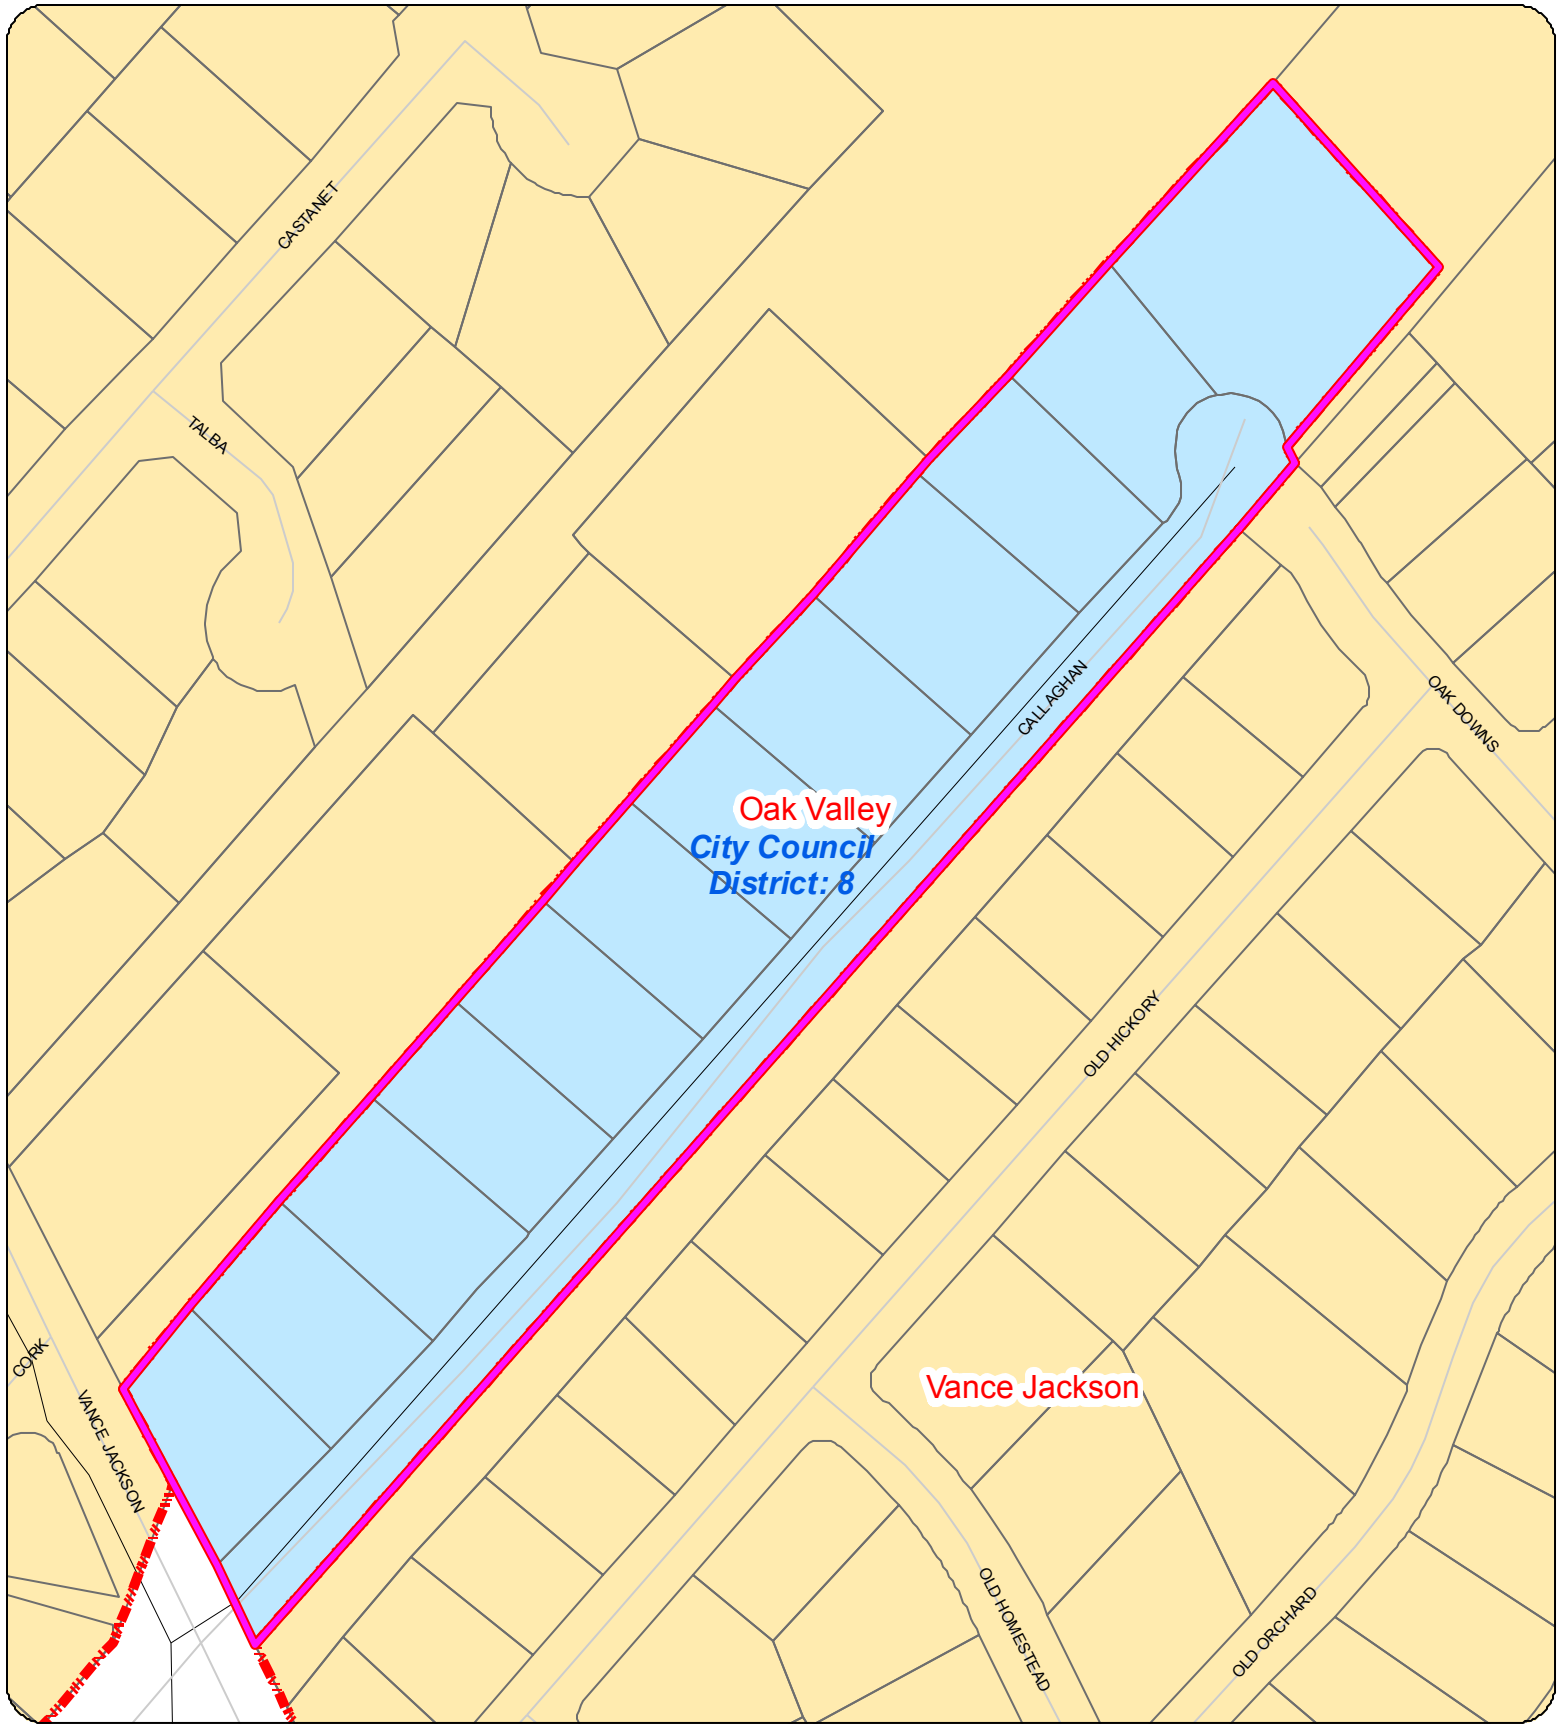 CASTANET
TALBA
CALLAGHAN
OAK DOWNS
Oak Valley
City Council
District: 8
OLD HICKORY
CORK
VANCE JACKSON
Vance Jackson
OLD HOMESTEAD
OLD ORCHARD